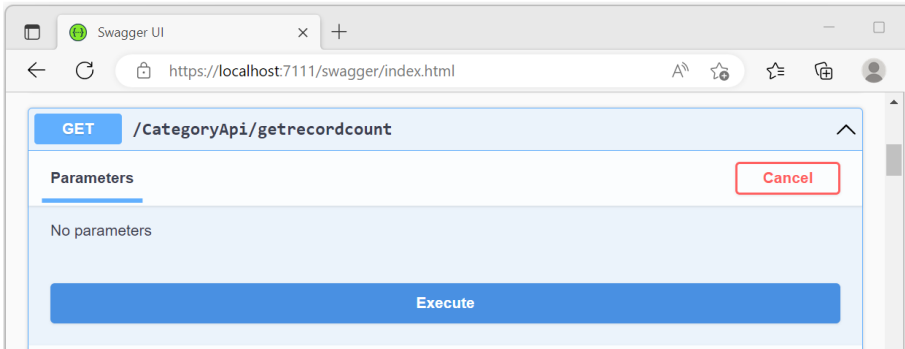 Swagger UI
https://localhost:7111/swagger/index.html
GET /CategoryApi/getrecordcount
Parameters Cancel
No parameters
Execute